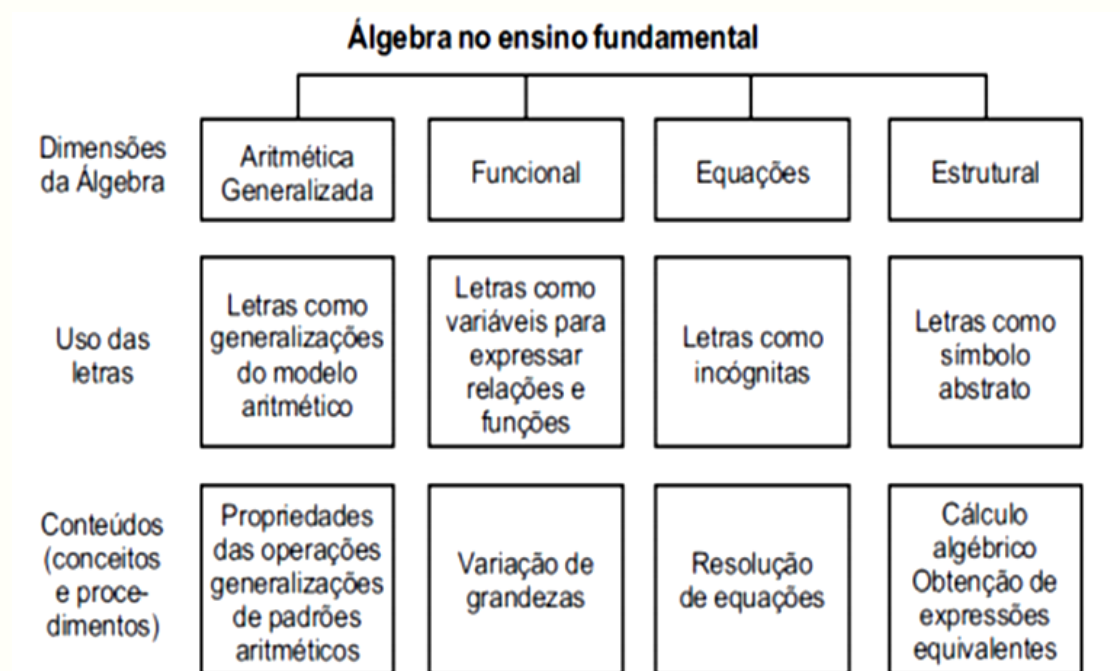 Álgebra no ensino fundamental
Dimensões
da Álgebra
Aritmética
Generalizada
Funcional
Equações
Estrutural
Uso das
letras
Letras como
generalizações
do modelo
aritmético
Letras como
variáveis para
expressar
relações e
funções
Letras como
incógnitas
Letras como
símbolo
abstrato
Conteúdos
(conceitos
e proce-
dimentos)
Propriedades
das operações
generalizações
de padrões
aritméticos
Variação de
grandezas
Resolução
de equações
Cálculo
algébrico
Obtenção de
expressões
equivalentes